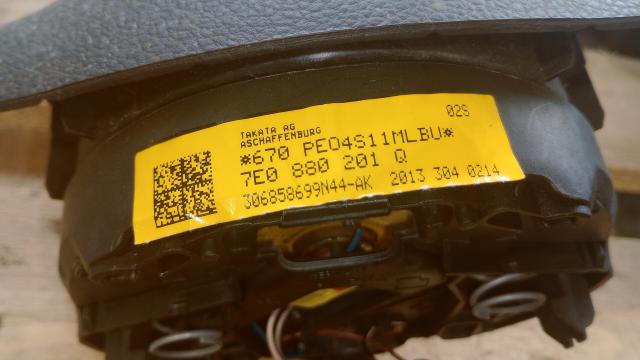 02S
TAKATA AG
ASCHAFFENBURG
*670 PE04S11MLBU*
7E0 880 201 Q
306858699N44-AK 2013 304 0214